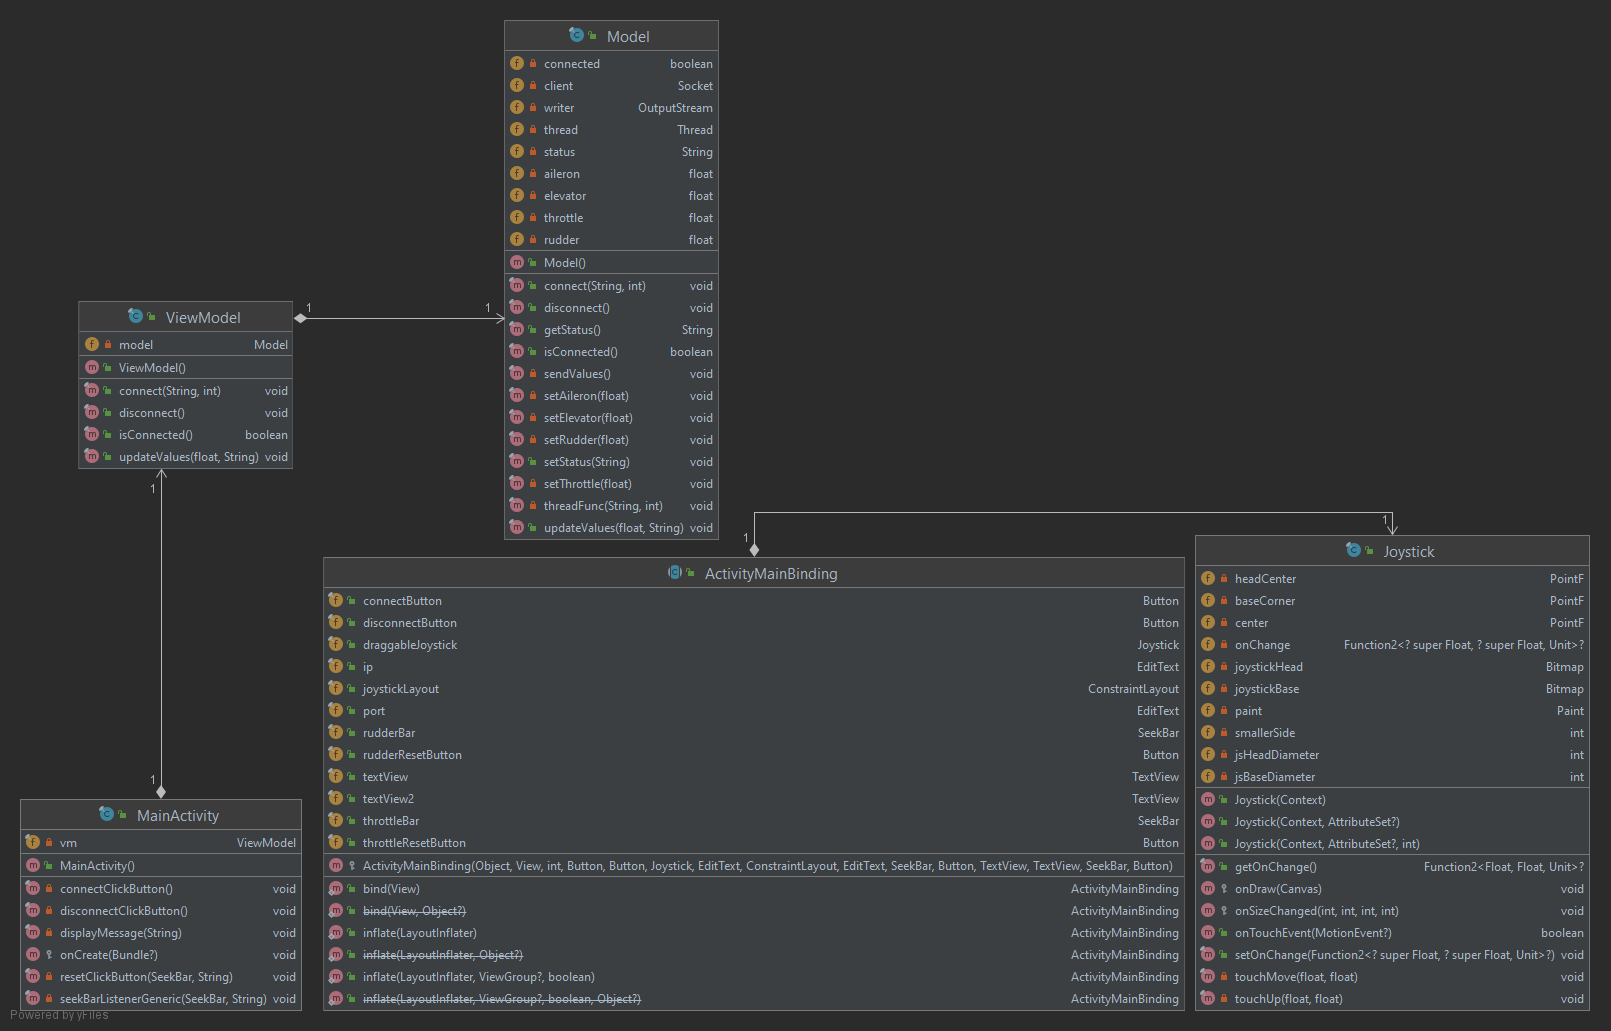 Model
connected boolean
client Socket
writer OutputStream
thread Thread
status String
aileron float
elevator float
throttle float
rudder float
Model()
connect(String, int) void
disconnect() void
getStatus() String
isConnected() boolean
sendValues() void
setAileron(float) void
setElevator(float) void
setRudder(float) void
setStatus(String) void
setThrottle(float) void
threadFunc(String, int) void
updateValues(float, String) void
1 1
ViewModel
model Model
ViewModel()
connect(String, int) void
disconnect() void
isConnected() boolean
updateValues(float, String) void
1
1
MainActivity
vm ViewModel
MainActivity()
connectClickButton() void
disconnectClickButton() void
displayMessage(String) void
onCreate(Bundle?) void
resetClickButton(SeekBar, String) void
seekBarListenerGeneric(SeekBar, String) void
1 1
ActivityMainBinding
connectButton Button
disconnectButton Button
draggableJoystick Joystick
ip EditText
joystickLayout ConstraintLayout
port EditText
rudderBar SeekBar
rudderResetButton Button
textView TextView
textView2 TextView
throttleBar SeekBar
throttleResetButton Button
ActivityMainBinding(Object, View, int, Button, Button, Joystick, EditText, ConstraintLayout, EditText, SeekBar, Button, TextView, TextView, SeekBar, Button)
bind(View) ActivityMainBinding
bind(View, Object?) ActivityMainBinding
inflate(LayoutInflater) ActivityMainBinding
inflate(LayoutInflater, Object?) ActivityMainBinding
inflate(LayoutInflater, ViewGroup?, boolean) ActivityMainBinding
inflate(LayoutInflater, ViewGroup?, boolean, Object?) ActivityMainBinding
Joystick
headCenter PointF
baseCorner PointF
center PointF
onChange Function2<? super Float, ? super Float, Unit>?
joystickHead Bitmap
joystickBase Bitmap
paint Paint
smallerSide int
jsHeadDiameter int
jsBaseDiameter int
Joystick(Context)
Joystick(Context, AttributeSet?)
Joystick(Context, AttributeSet?, int)
getOnChange() Function2<Float, Float, Unit>?
onDraw(Canvas) void
onSizeChanged(int, int, int, int) void
onTouchEvent(MotionEvent?) boolean
setOnChange(Function2<? super Float, ? super Float, Unit>?) void
touchMove(float, float) void
touchUp(float, float) void
Powered by yFiles